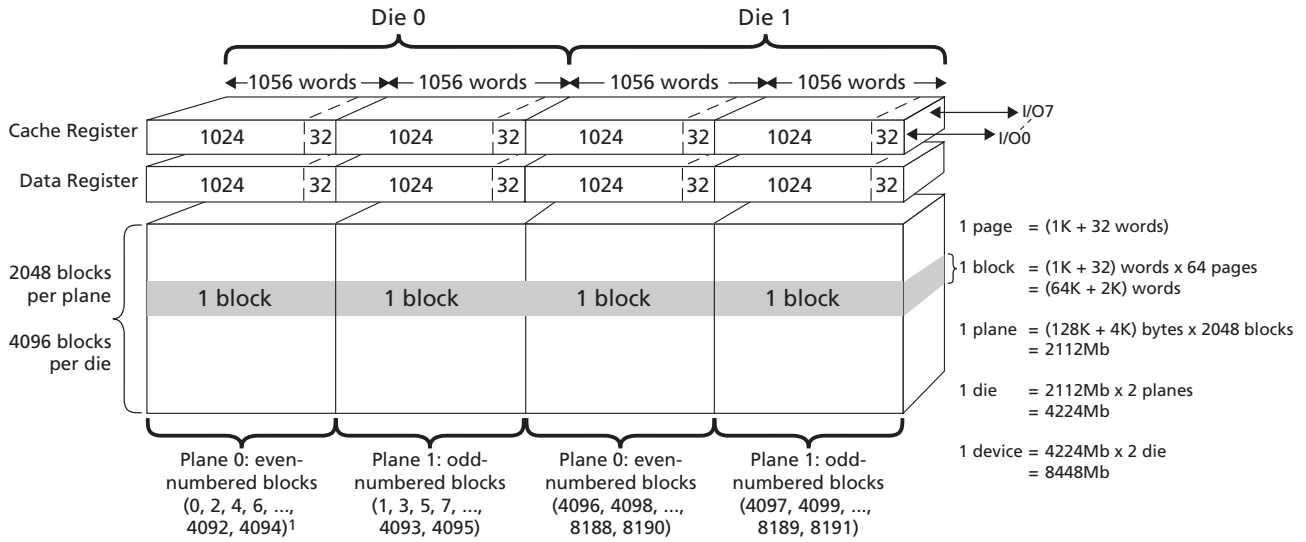 Die 0
Die 1
1056 words
1056 words
1056 words
1056 words
Cache Register
1024
32
1024
32
1024
32
1024
32
I/O7
I/O0
Data Register
1024
32
1024
32
1024
32
1024
32
2048 blocks
per plane
4096 blocks
per die
1 block
1 block
1 block
1 block
1 page = (1K + 32 words)
1 block = (1K + 32) words x 64 pages
= (64K + 2K) words
1 plane = (128K + 4K) bytes x 2048 blocks
= 2112Mb
1 die = 2112Mb x 2 planes
= 4224Mb
1 device = 4224Mb x 2 die
= 8448Mb
Plane 0: even-
numbered blocks
(0, 2, 4, 6, ...,
4092, 4094)1
Plane 1: odd-
numbered blocks
(1, 3, 5, 7, ...,
4093, 4095)
Plane 0: even-
numbered blocks
(4096, 4098, ...,
8188, 8190)
Plane 1: odd-
numbered blocks
(4097, 4099, ...,
8189, 8191)